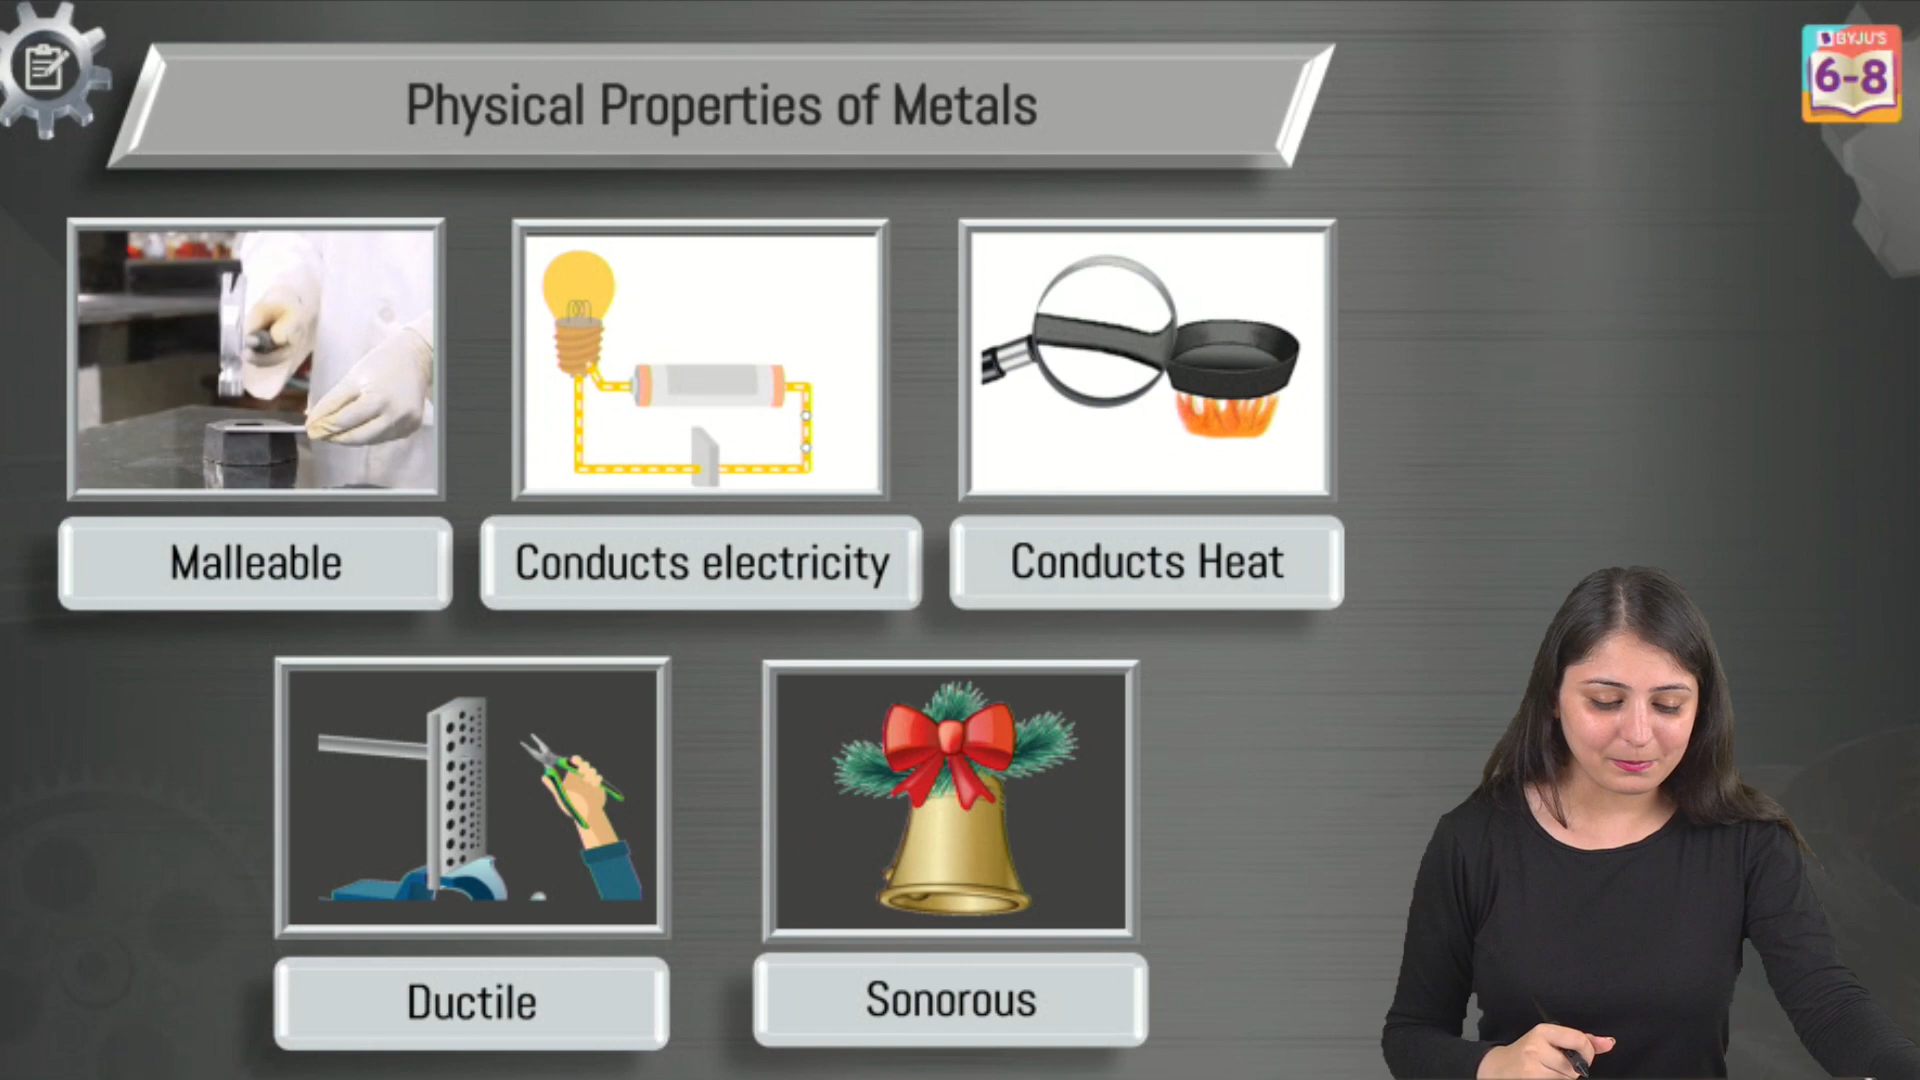 Physical Properties of Metals
BYJU'S
6-8
Malleable
Conducts electricity
Conducts Heat
Ductile
Sonorous